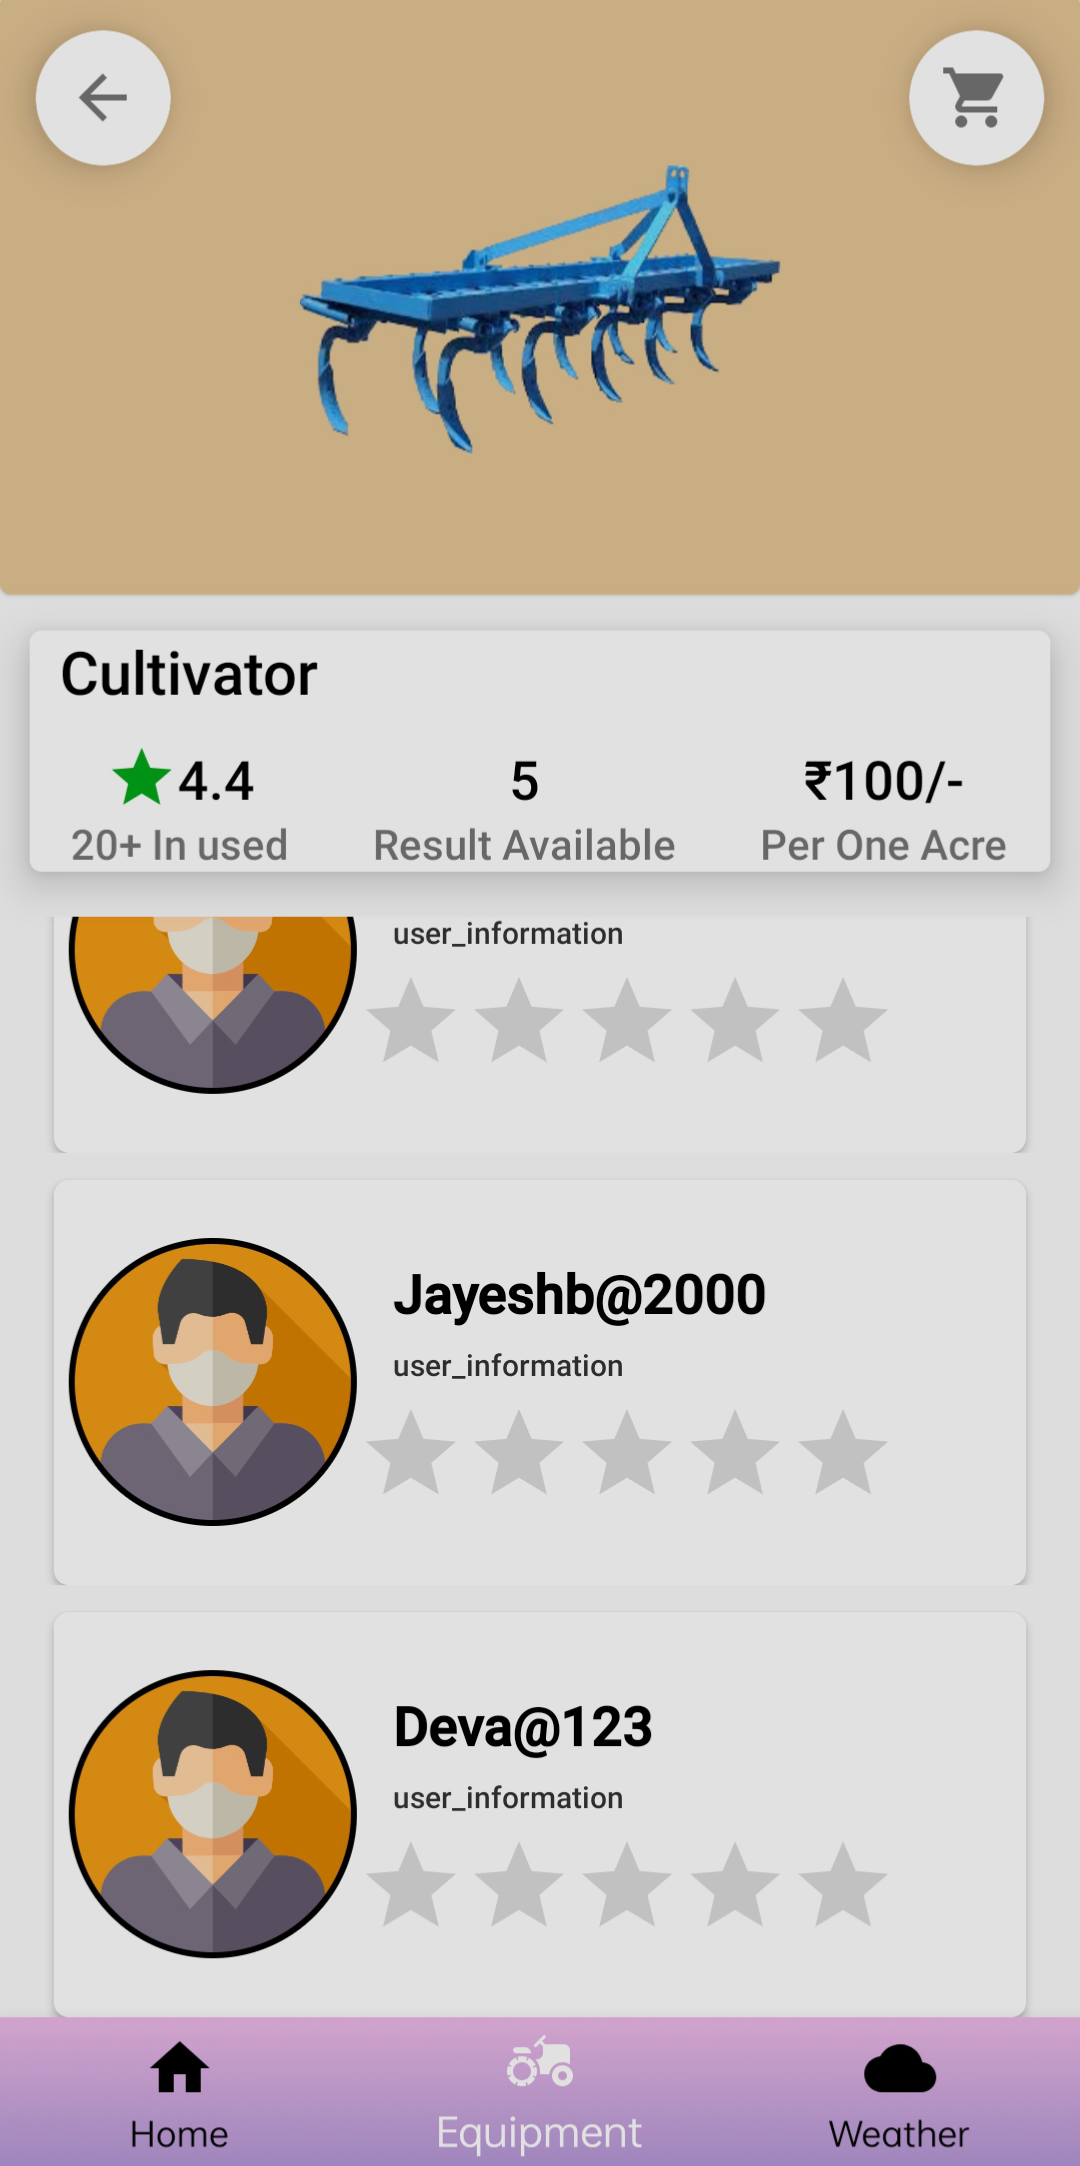 Cultivator
4.4
5
₹100/-
20+ In used
Result Available
Per One Acre
user_information
Jayeshb@2000
user_information
Deva@123
user_information
Home
Equipment
Weather